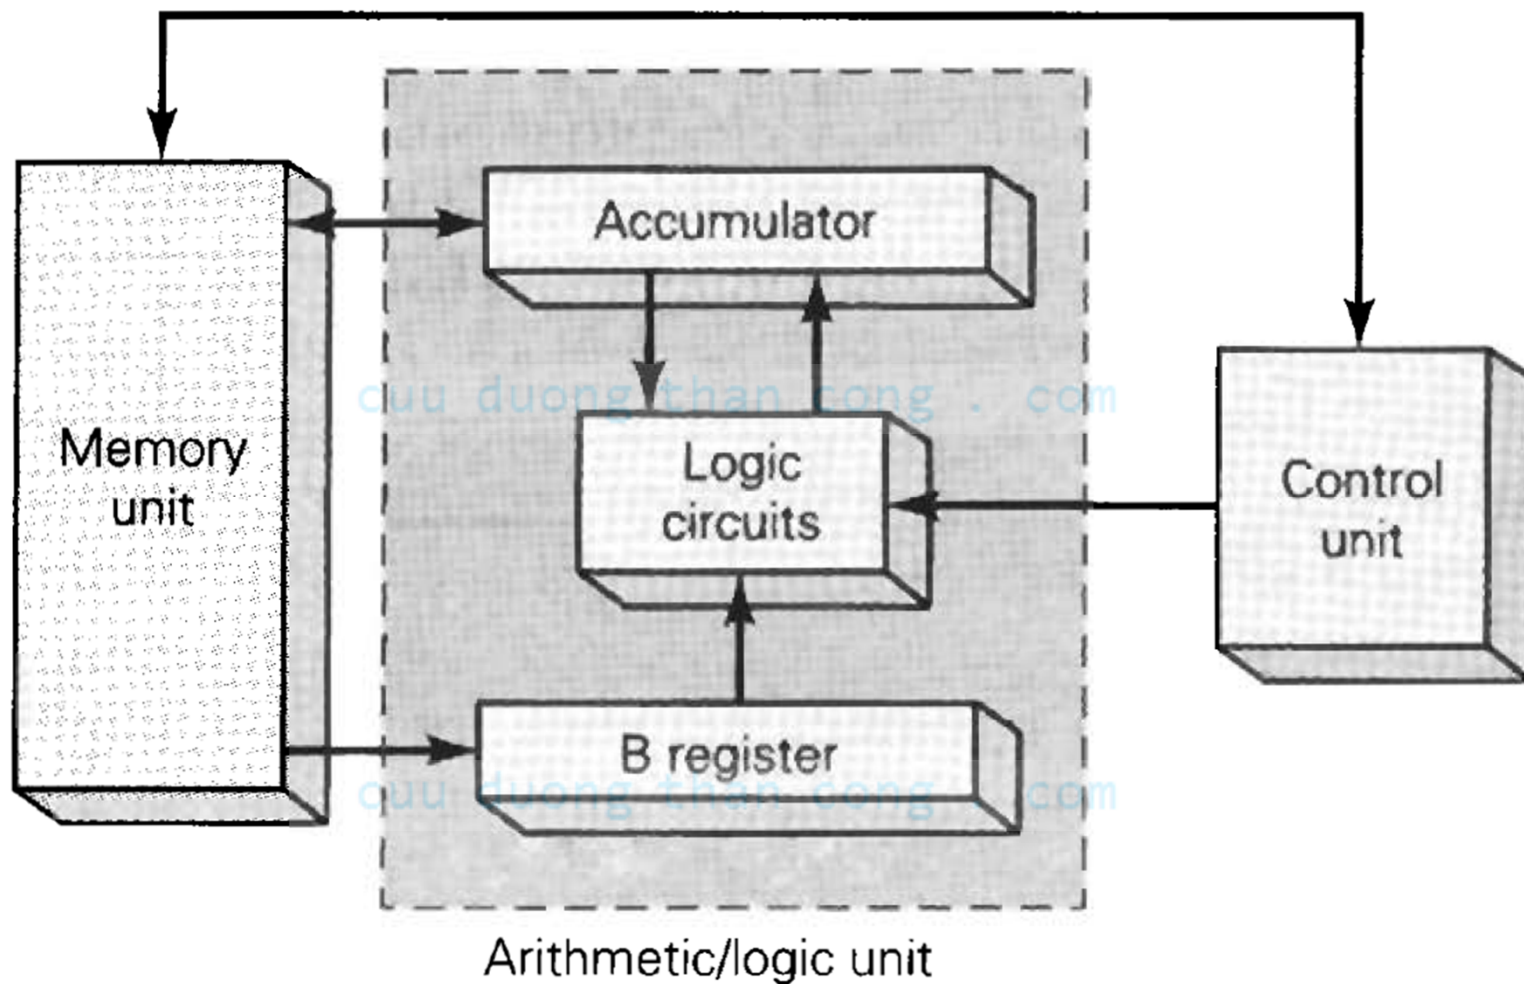 Accumulator
cuu duong than cong . com
Memory
unit
Logic
circuits
Control
unit
B register
cuu duong than cong . com
Arithmetic/logic unit